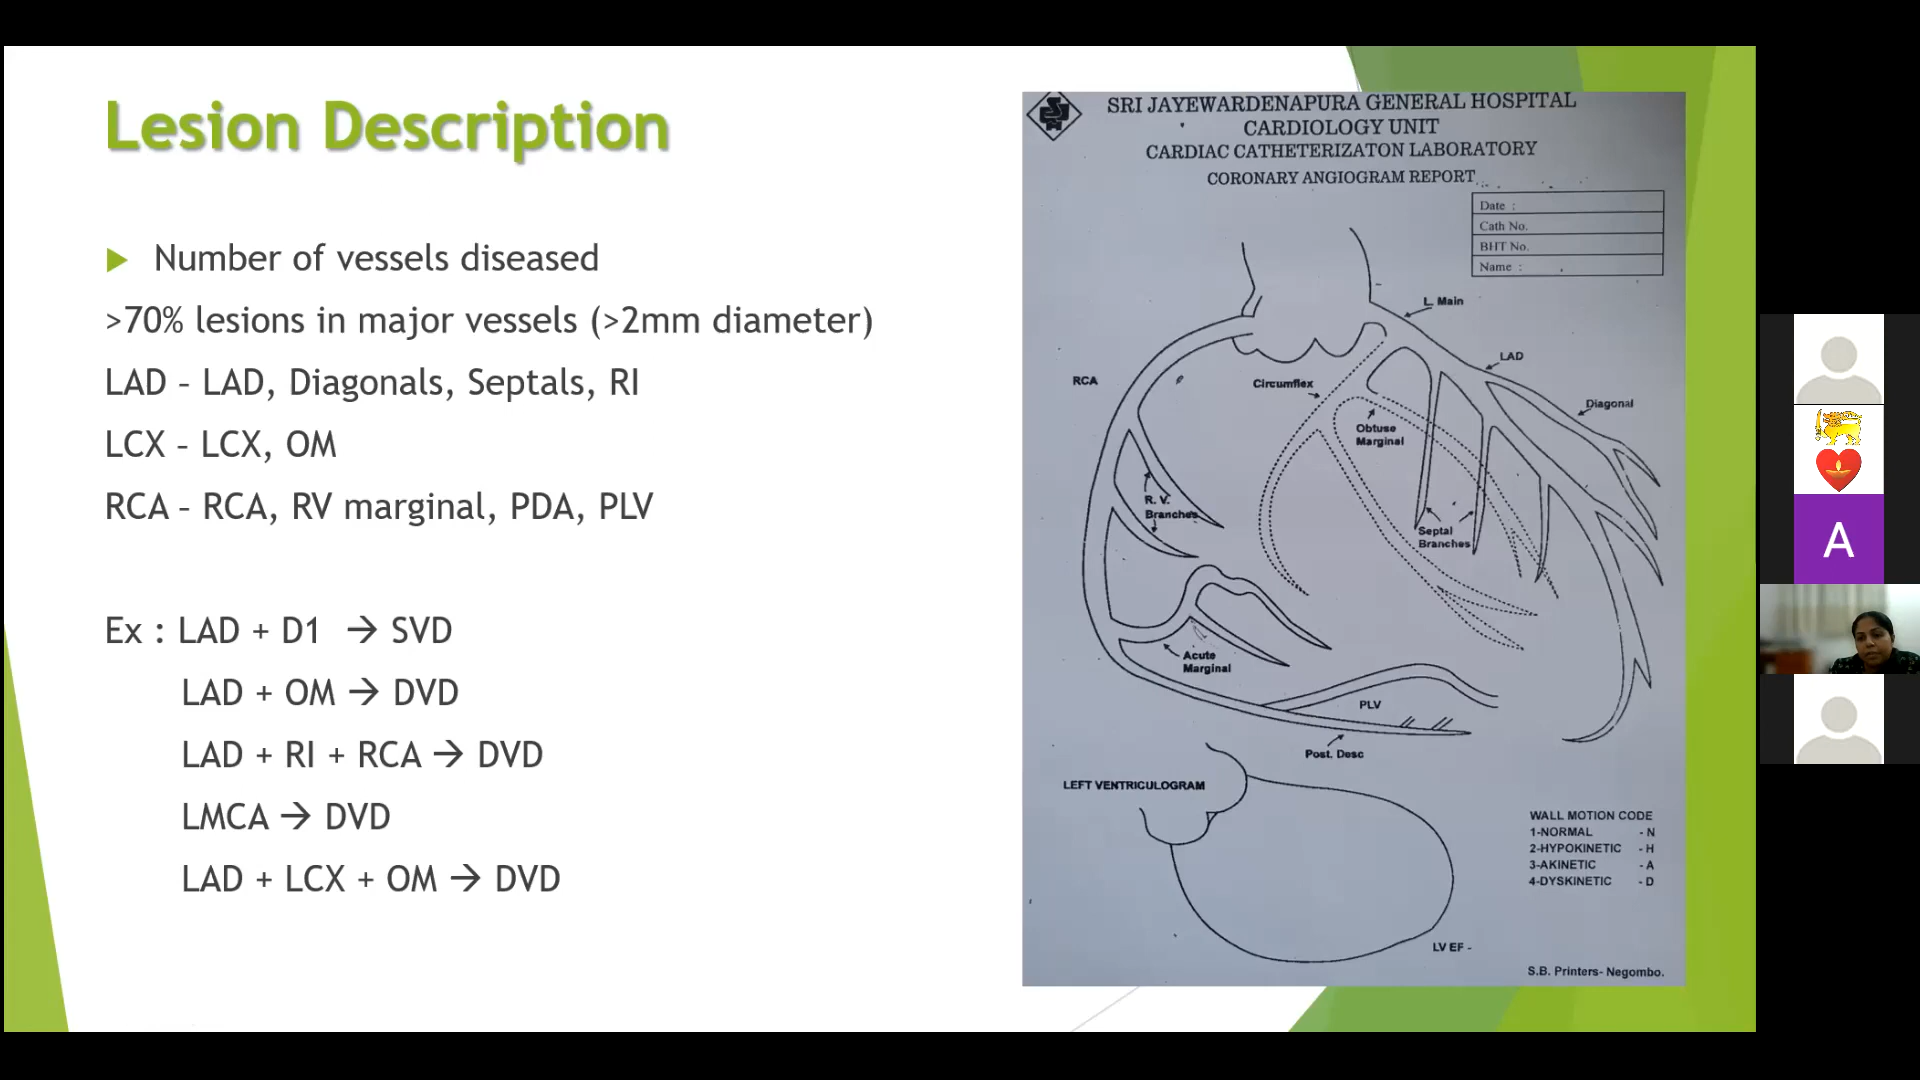 Lesion Description
Number of vessels diseased
>70% lesions in major vessels (>2mm diameter)
LAD – LAD, Diagonals, Septals, RI
LCX – LCX, OM
RCA – RCA, RV marginal, PDA, PLV
Ex : LAD + D1 → SVD
LAD + OM → DVD
LAD + RI + RCA → DVD
LMCA → DVD
LAD + LCX + OM → DVD
SRI JAYEWARDENAPURA GENERAL HOSPITAL
CARDIOLOGY UNIT
CARDIAC CATHETERIZATON LABORATORY
CORONARY ANGIOGRAM REPORT
Date :
Cath No.
BHT No.
Name :
L. Main
LAD
RCA
Circumflex
Diagonal
Obtuse
Marginal
R. V.
Branches
Septal
Branches
Acute
Marginal
PLV
Post. Desc
LEFT VENTRICULOGRAM
WALL MOTION CODE
1-NORMAL - N
2-HYPOKINETIC - H
3-AKINETIC - A
4-DYSKINETIC - D
LV EF -
S.B. Printers- Negombo.
A